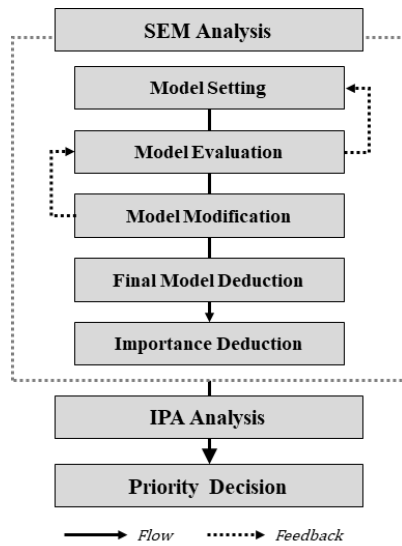 SEM Analysis
Model Setting
Model Evaluation
Model Modification
Final Model Deduction
Importance Deduction
IPA Analysis
Priority Decision
Flow
Feedback